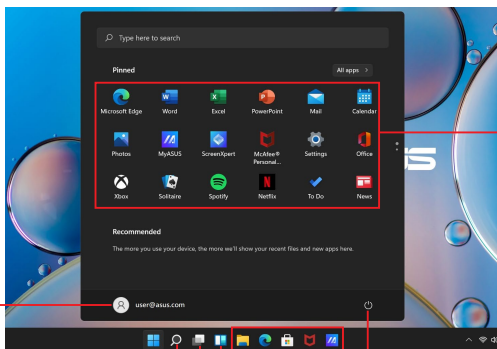 Type here to search
Pinned
All apps >
Microsoft Edge
Word
Excel
PowerPoint
Mail
Calendar
Photos
MyASUS
ScreenXpert
McAfee®
Personal...
Settings
Office
Xbox
Solitaire
Spotify
Netflix
To Do
News
Recommended
The more you use your device, the more we'll show your recent files and new apps here.
user@asus.com